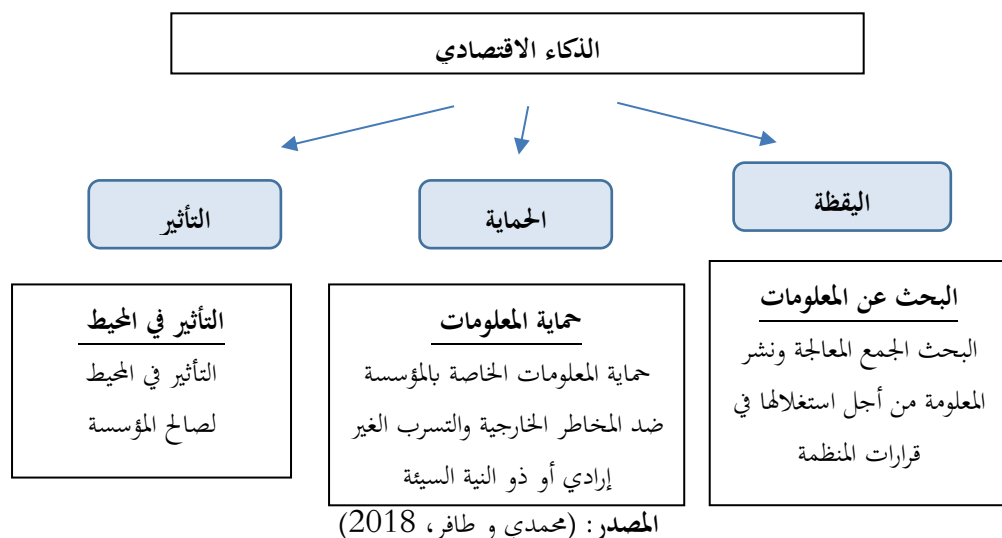 الذكاء الاقتصادي
اليقظة
الحماية
التأثير
البحث عن المعلومات
البحث الجمع المعالجة ونشر
المعلومة من أجل استغلالها في
قرارات المنظمة
حماية المعلومات
حماية المعلومات الخاصة بالمؤسسة
ضد المخاطر الخارجية والتسرب الغير
إرادي أو ذو النية السيئة
التأثير في المحيط
التأثير في المحيط
لصالح المؤسسة
المصدر: (محمدي و طافر، 2018)